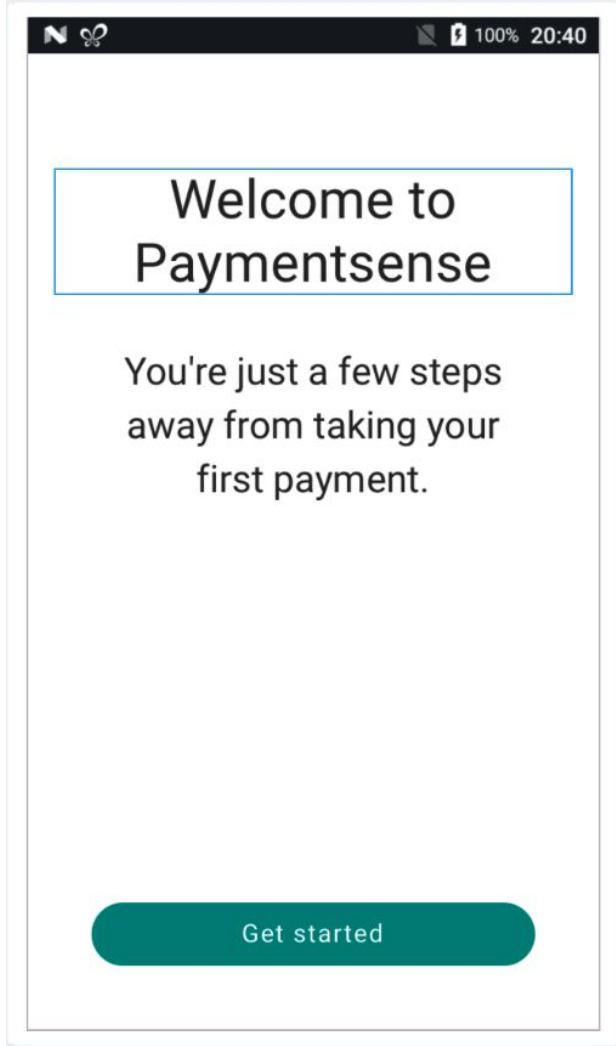 100% 20:40
Welcome to
Paymentsense
You're just a few steps
away from taking your
first payment.
Get started